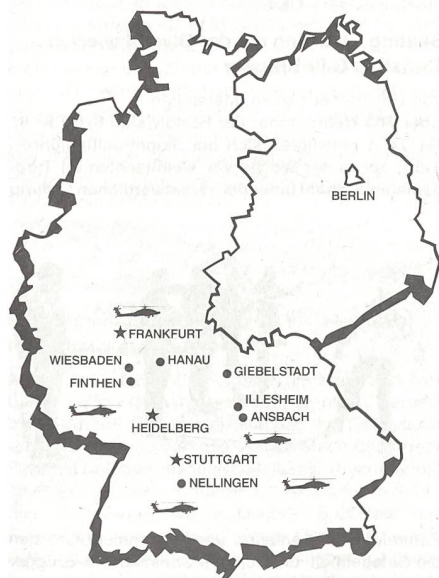 BERLIN
FRANKFURT
WIESBADEN HANAU
GIEBELSTADT
FINTHEN
ILLESHEIM
ANSBACH
HEIDELBERG
STUTTGART
NELLINGEN